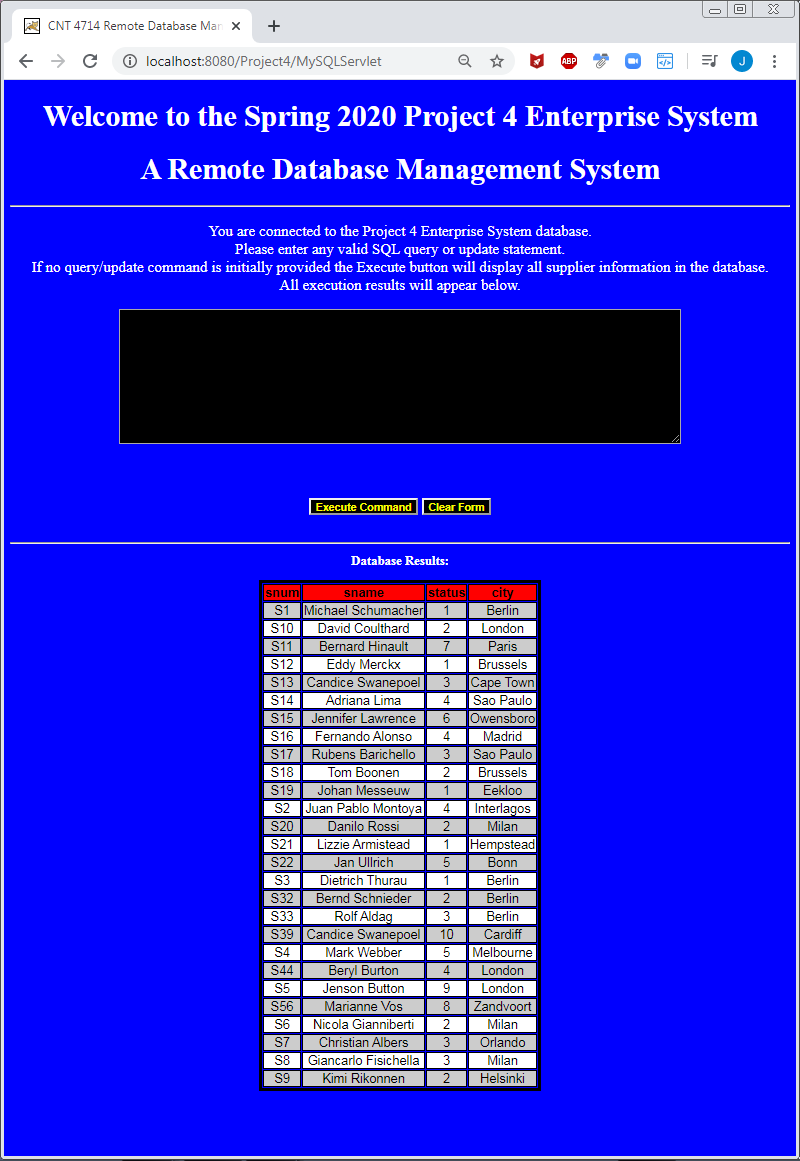 CNT 4714 Remote Database Man
localhost:8080/Project4/MySQLServlet
ABP
J
Welcome to the Spring 2020 Project 4 Enterprise System
A Remote Database Management System
You are connected to the Project 4 Enterprise System database.
Please enter any valid SQL query or update statement.
If no query/update command is initially provided the Execute button will display all supplier information in the database.
All execution results will appear below.
Execute Command Clear Form
Database Results:
snum sname status city
S1 Michael Schumacher 1 Berlin
S10 David Coulthard 2 London
S11 Bernard Hinault 7 Paris
S12 Eddy Merckx 1 Brussels
S13 Candice Swanepoel 3 Cape Town
S14 Adriana Lima 4 Sao Paulo
S15 Jennifer Lawrence 6 Owensboro
S16 Fernando Alonso 4 Madrid
S17 Rubens Barichello 3 Sao Paulo
S18 Tom Boonen 2 Brussels
S19 Johan Messeuw 1 Eekloo
S2 Juan Pablo Montoya 4 Interlagos
S20 Danilo Rossi 2 Milan
S21 Lizzie Armistead 1 Hempstead
S22 Jan Ullrich 5 Bonn
S3 Dietrich Thurau 1 Berlin
S32 Bernd Schnieder 2 Berlin
S33 Rolf Aldag 3 Berlin
S39 Candice Swanepoel 10 Cardiff
S4 Mark Webber 5 Melbourne
S44 Beryl Burton 4 London
S5 Jenson Button 9 London
S56 Marianne Vos 8 Zandvoort
S6 Nicola Gianniberti 2 Milan
S7 Christian Albers 3 Orlando
S8 Giancarlo Fisichella 3 Milan
S9 Kimi Rikonnen 2 Helsinki